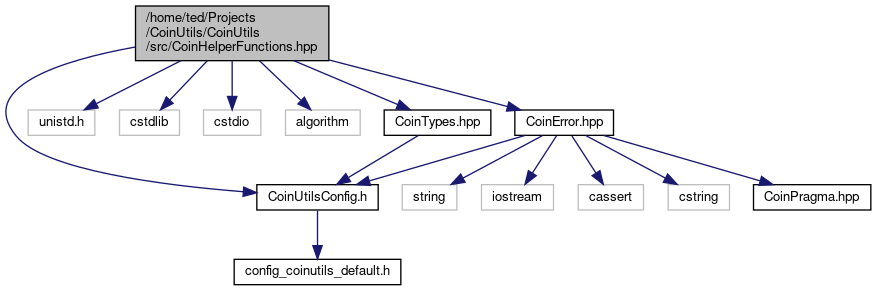 /home/ted/Projects
/CoinUtils/CoinUtils
/src/CoinHelperFunctions.hpp
unistd.h
cstdlib
cstdio
algorithm
CoinTypes.hpp
CoinError.hpp
CoinUtilsConfig.h
string
iostream
cassert
cstring
CoinPragma.hpp
config_coinutils_default.h